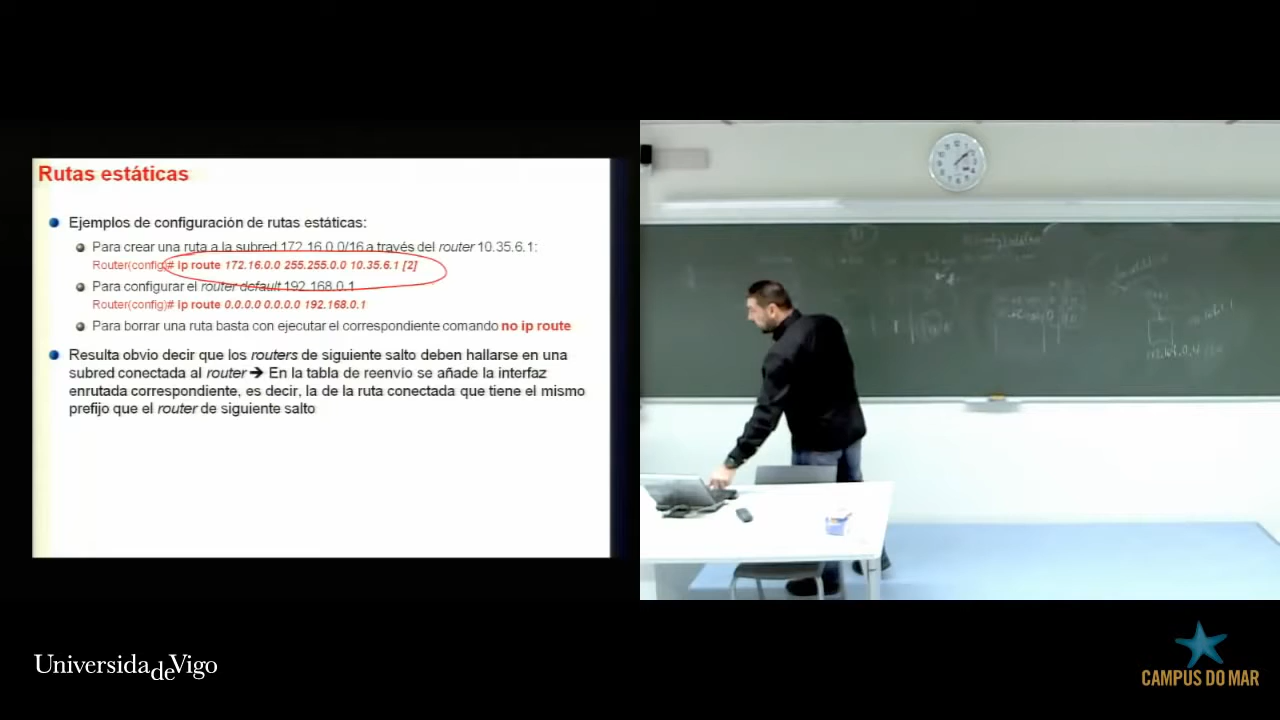 Rutas estáticas
Ejemplos de configuración de rutas estáticas:
Para crear una ruta a la subred 172.16.0.0/16 a través del router 10.35.6.1:
Router(config)# ip route 172.16.0.0 255.255.0.0 10.35.6.1 [2]
Para configurar el router default 192.168.0.1
Router(config)# ip route 0.0.0.0 0.0.0.0 192.168.0.1
Para borrar una ruta basta con ejecutar el correspondiente comando no ip route
Resulta obvio decir que los routers de siguiente salto deben hallarse en una
subred conectada al router ➔ En la tabla de reenvío se añade la interfaz
enrutada correspondiente, es decir, la de la ruta conectada que tiene el mismo
prefijo que el router de siguiente salto
UniversidadeVigo
CAMPUS DO MAR